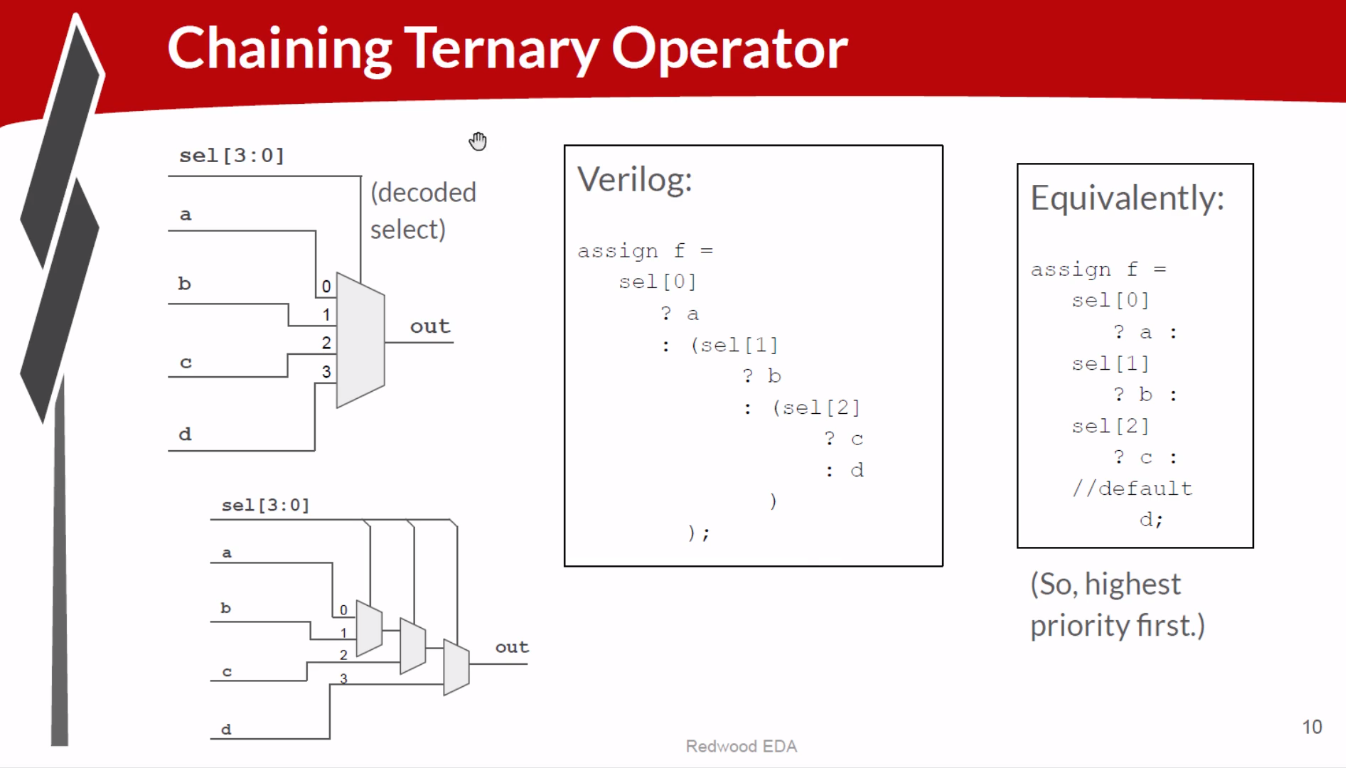 Chaining Ternary Operator
sel[3:0]
(decoded
select)
a
b
c
d
0
1
2
3
out
sel[3:0]
a
b
c
d
0
1
2
3
out
Verilog:
assign f =
sel[0]
? a
: (sel[1]
? b
: (sel[2]
? c
: d
)
);
Equivalently:
assign f =
sel[0]
? a :
sel[1]
? b :
sel[2]
? c :
//default
d;
(So, highest
priority first.)
Redwood EDA
10